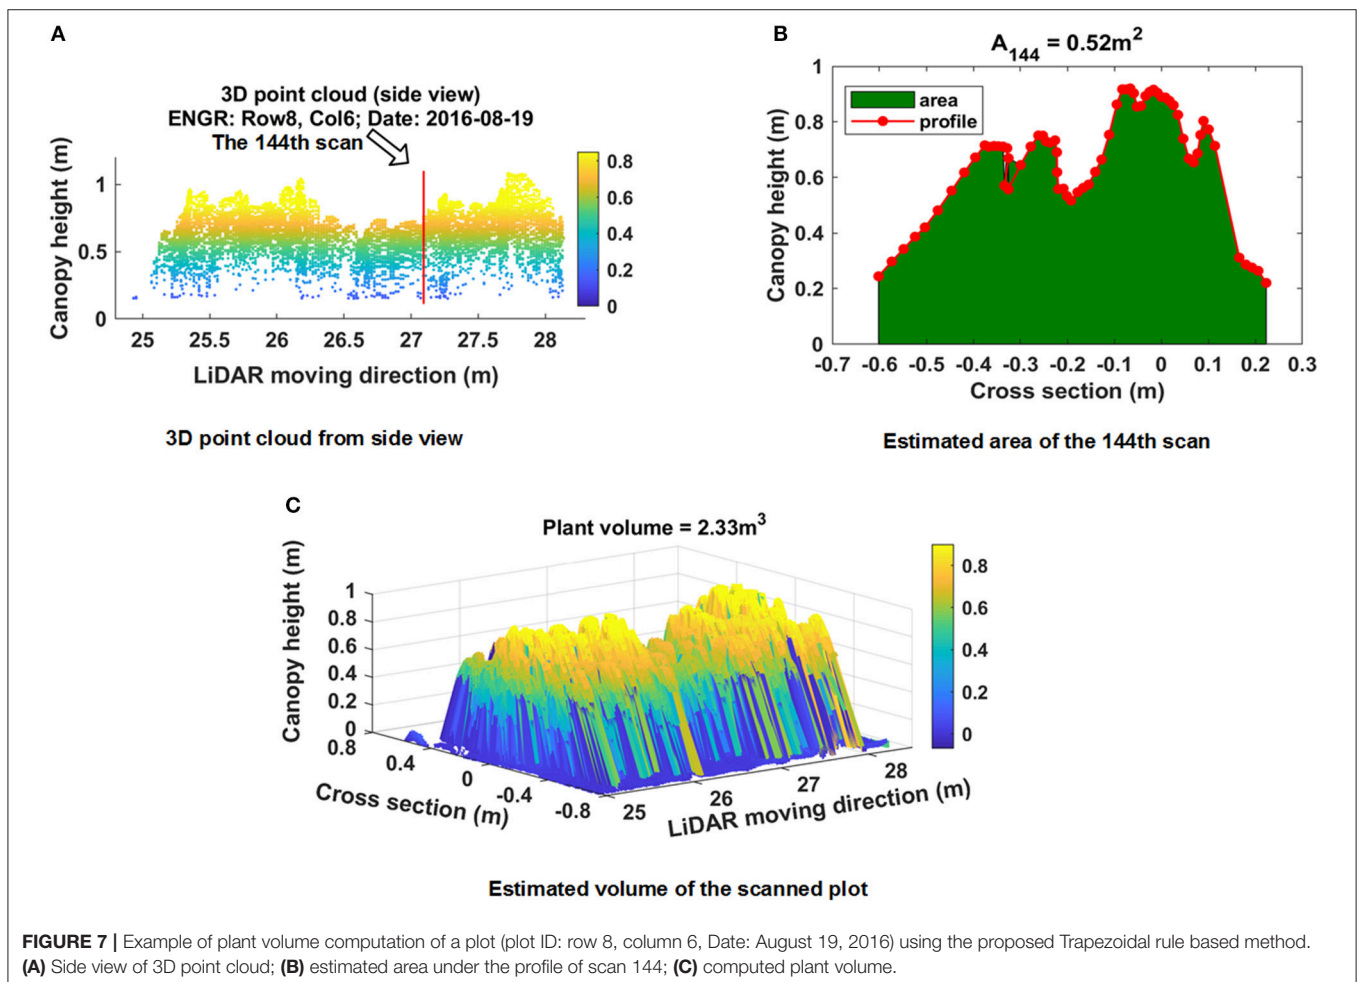 A
3D point cloud (side view)
ENGR: Row8, Col6; Date: 2016-08-19
The 144th scan
Canopy height (m)
1
0.5
0
25 25.5 26 26.5 27 27.5 28
LiDAR moving direction (m)
0.8
0.6
0.4
0.2
0
3D point cloud from side view
B
A144 = 0.52m2
area
profile
Canopy height (m)
1
0.8
0.6
0.4
0.2
0
-0.7 -0.6 -0.5 -0.4 -0.3 -0.2 -0.1 0 0.1 0.2 0.3
Cross section (m)
Estimated area of the 144th scan
C
Plant volume = 2.33m3
Canopy height (m)
1
0.8
0.6
0.4
0.2
0
0.8
0.4
0
-0.4
-0.8
Cross section (m)
25
26
27
28
LiDAR moving direction (m)
0.8
0.6
0.4
0.2
0
Estimated volume of the scanned plot
FIGURE 7 | Example of plant volume computation of a plot (plot ID: row 8, column 6, Date: August 19, 2016) using the proposed Trapezoidal rule based method.
(A) Side view of 3D point cloud; (B) estimated area under the profile of scan 144; (C) computed plant volume.